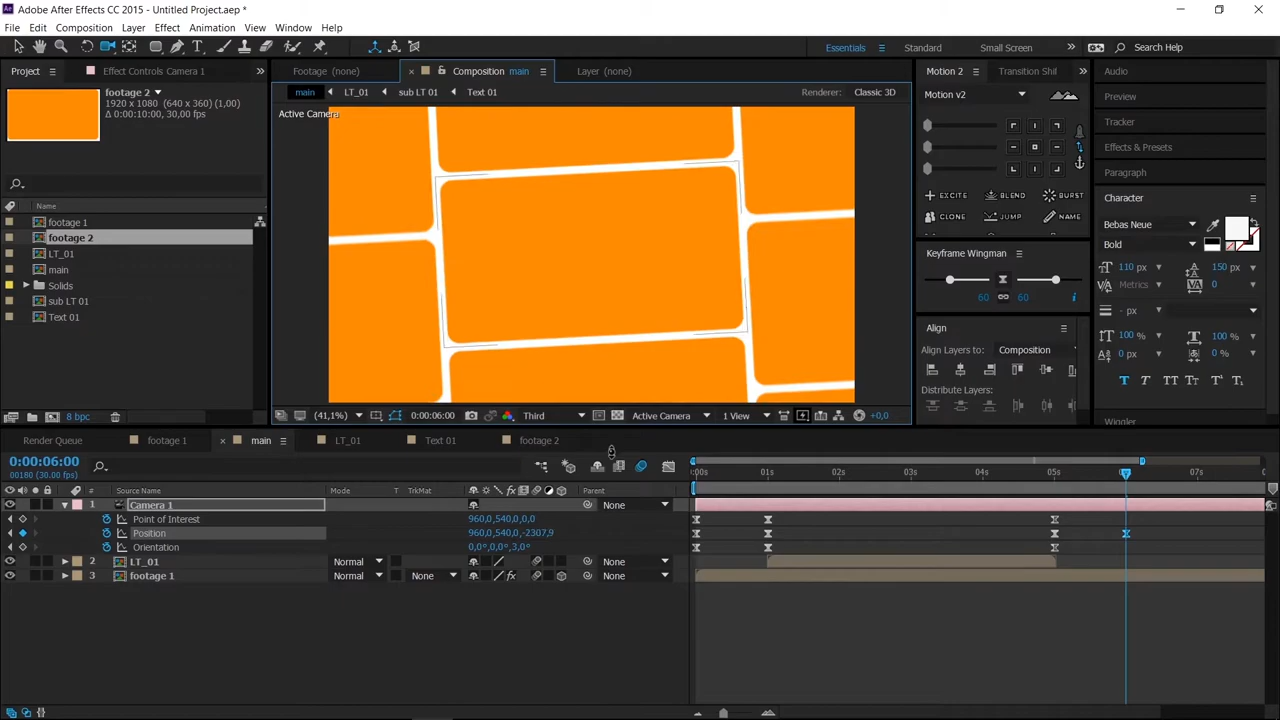 Adobe After Effects CC 2015 - Untitled Project.aep *
File Edit Composition Layer Effect Animation View Window Help
Essentials Standard Small Screen Search Help
Project Effect Controls Camera 1
footage 2
1920 x 1080 (640 x 360) (1,00)
Δ 0:00:10:00, 30,00 fps
Name
footage 1
footage 2
LT_01
main
Solids
sub LT 01
Text 01
8 bpc
Footage (none) Composition main Layer (none)
main LT_01 sub LT 01 Text 01
Renderer: Classic 3D
Active Camera
(41,1%) 0:00:06:00 Third Active Camera 1 View +0,0
Motion 2 Transition Shil
Motion v2
EXCITE BLEND BURST
CLONE JUMP NAME
Keyframe Wingman
60 60
Align
Align Layers to: Composition
Distribute Layers:
Audio
Preview
Tracker
Effects & Presets
Parameter
Character
Bebas Neue
Bold
110 px 150 px
Metrics 0
- px
100 % 100 %
0 px 0 %
T T TT Tt T¹ T₁
Wiggler
Render Queue footage 1 main LT_01 Text 01 footage 2
0:00:06:00
00180 (30.00 fps)
:00s 01s 02s 03s 04s 05s 07s
# Source Name Mode T TrkMat Parent
1 Camera 1 None
Point of Interest 960,0,540,0,0,0
Position 960,0,540,0,-2307,9
Orientation 0,0°,0,0°,3,0°
2 LT_01 Normal None
3 footage 1 Normal None None